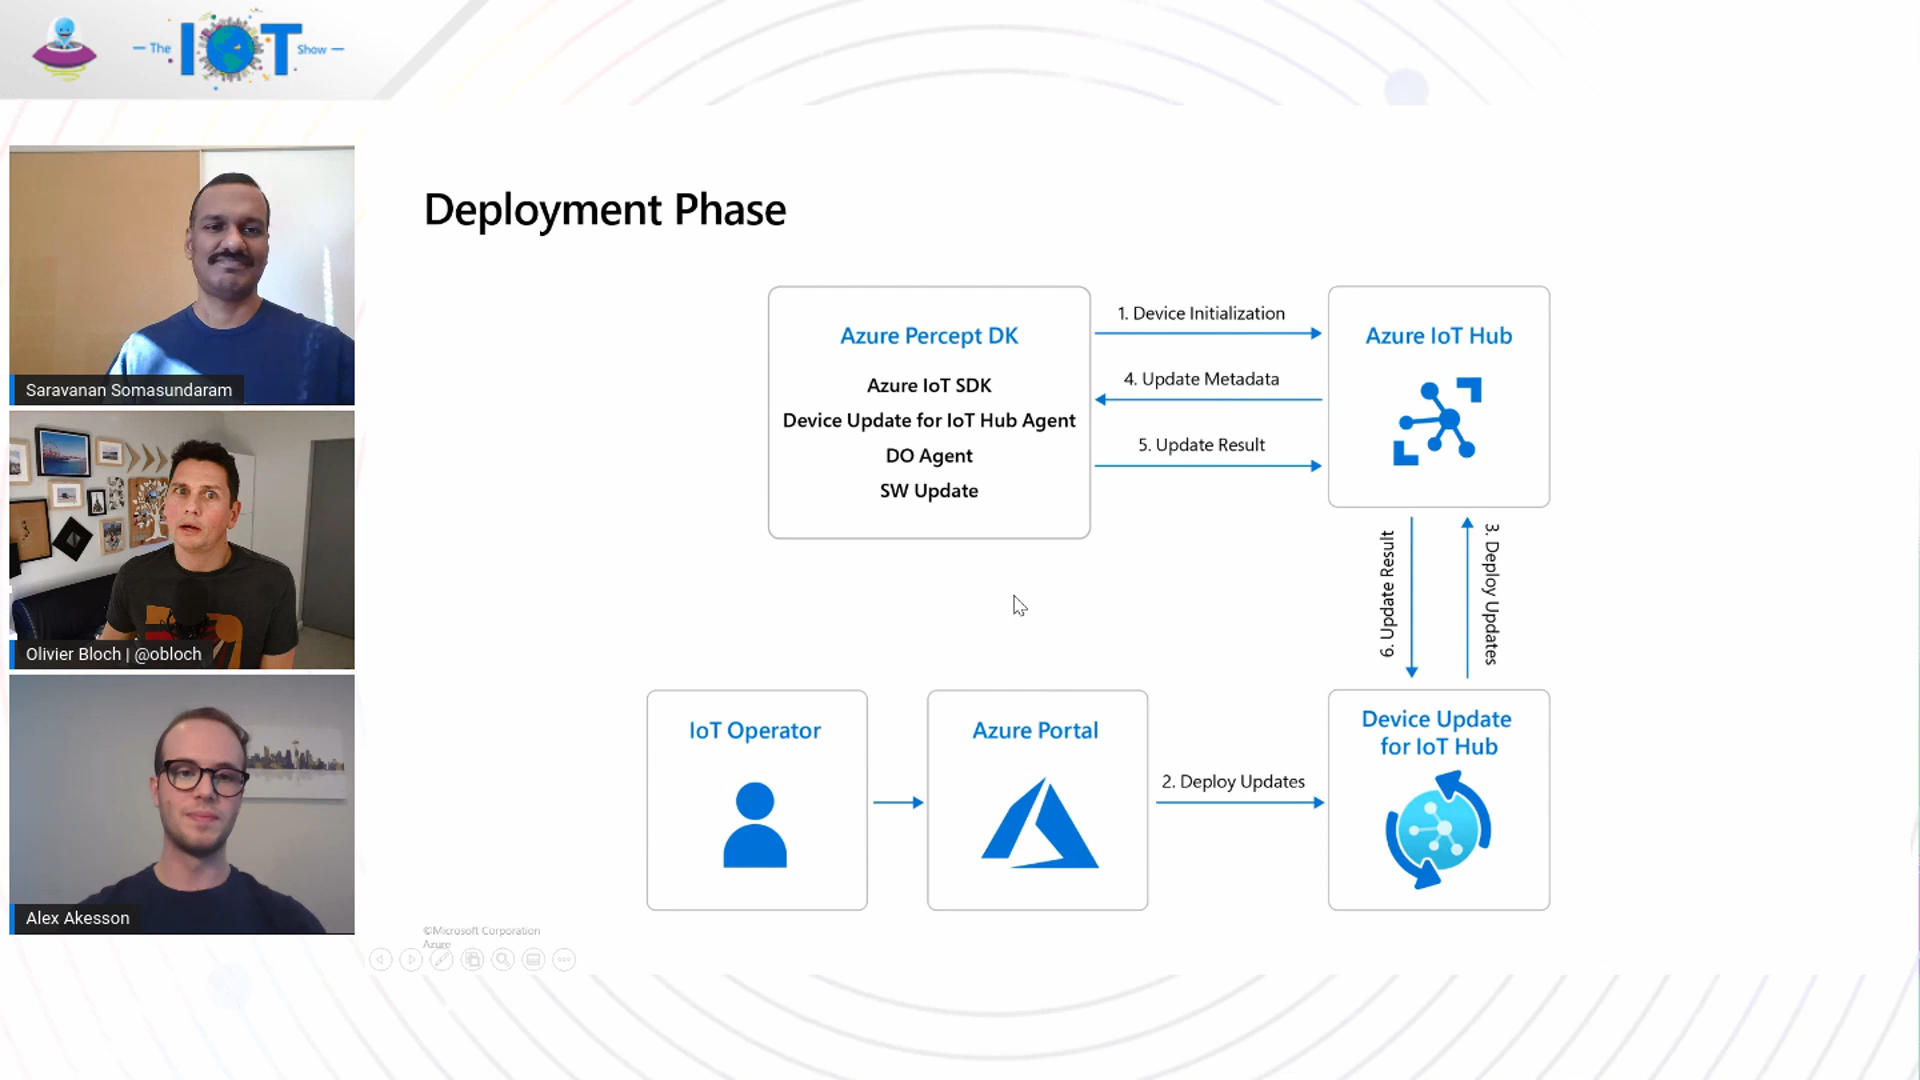 The IOT Show
Saravanan Somasundaram
Olivier Bloch | @obloch
Alex Akesson
Deployment Phase
Azure Percept DK
Azure IoT SDK
Device Update for IoT Hub Agent
DO Agent
SW Update
1. Device Initialization
4. Update Metadata
5. Update Result
Azure IoT Hub
6. Update Result
3. Deploy Updates
IoT Operator
Azure Portal
2. Deploy Updates
Device Update
for IoT Hub
©Microsoft Corporation
Azure